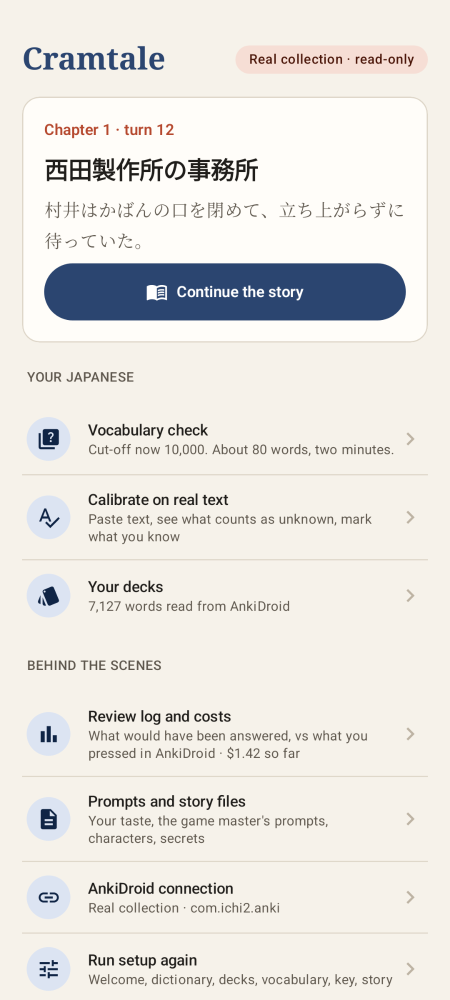 Cramtale
Real collection · read-only
Chapter 1 · turn 12
西田製作所の事務所
村井はかばんの口を閉めて、立ち上がらずに
待っていた。
Continue the story
YOUR JAPANESE
Vocabulary check
Cut-off now 10,000. About 80 words, two minutes.
Calibrate on real text
Paste text, see what counts as unknown, mark
what you know
Your decks
7,127 words read from AnkiDroid
BEHIND THE SCENES
Review log and costs
What would have been answered, vs what you
pressed in AnkiDroid · $1.42 so far
Prompts and story files
Your taste, the game master's prompts,
characters, secrets
AnkiDroid connection
Real collection · com.ichi2.anki
Run setup again
Welcome, dictionary, decks, vocabulary, key, story